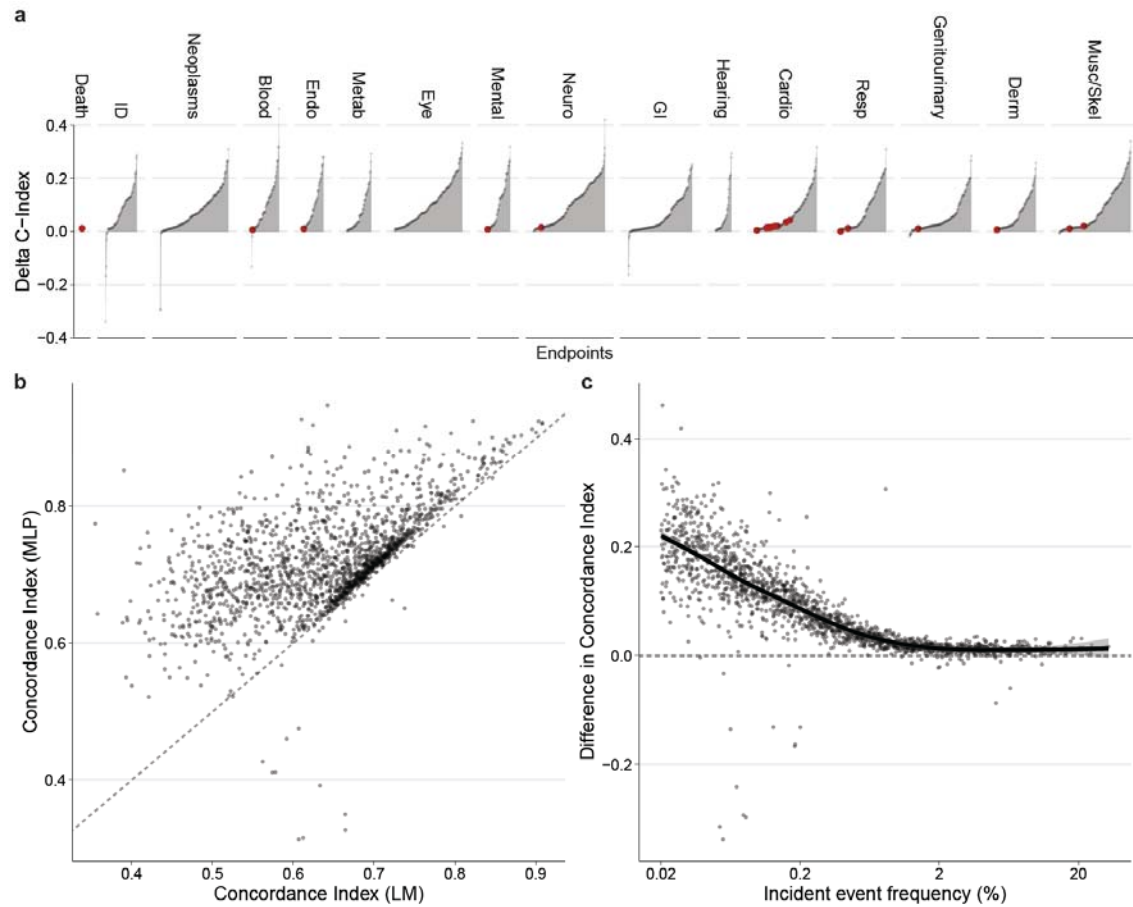 a
Death
ID
Neoplasms
Blood
Endo
Metab
Eye
Mental
Neuro
GI
Hearing
Cardio
Resp
Genitourinary
Derm
Musc/Skel
Delta C-Index
0.4
0.2
0.0
−0.2
−0.4
Endpoints
b
Concordance Index (MLP)
0.8
0.6
0.4
0.4 0.5 0.6 0.7 0.8 0.9
Concordance Index (LM)
c
Difference in Concordance Index
0.4
0.2
0.0
−0.2
0.02 0.2 2 20
Incident event frequency (%)